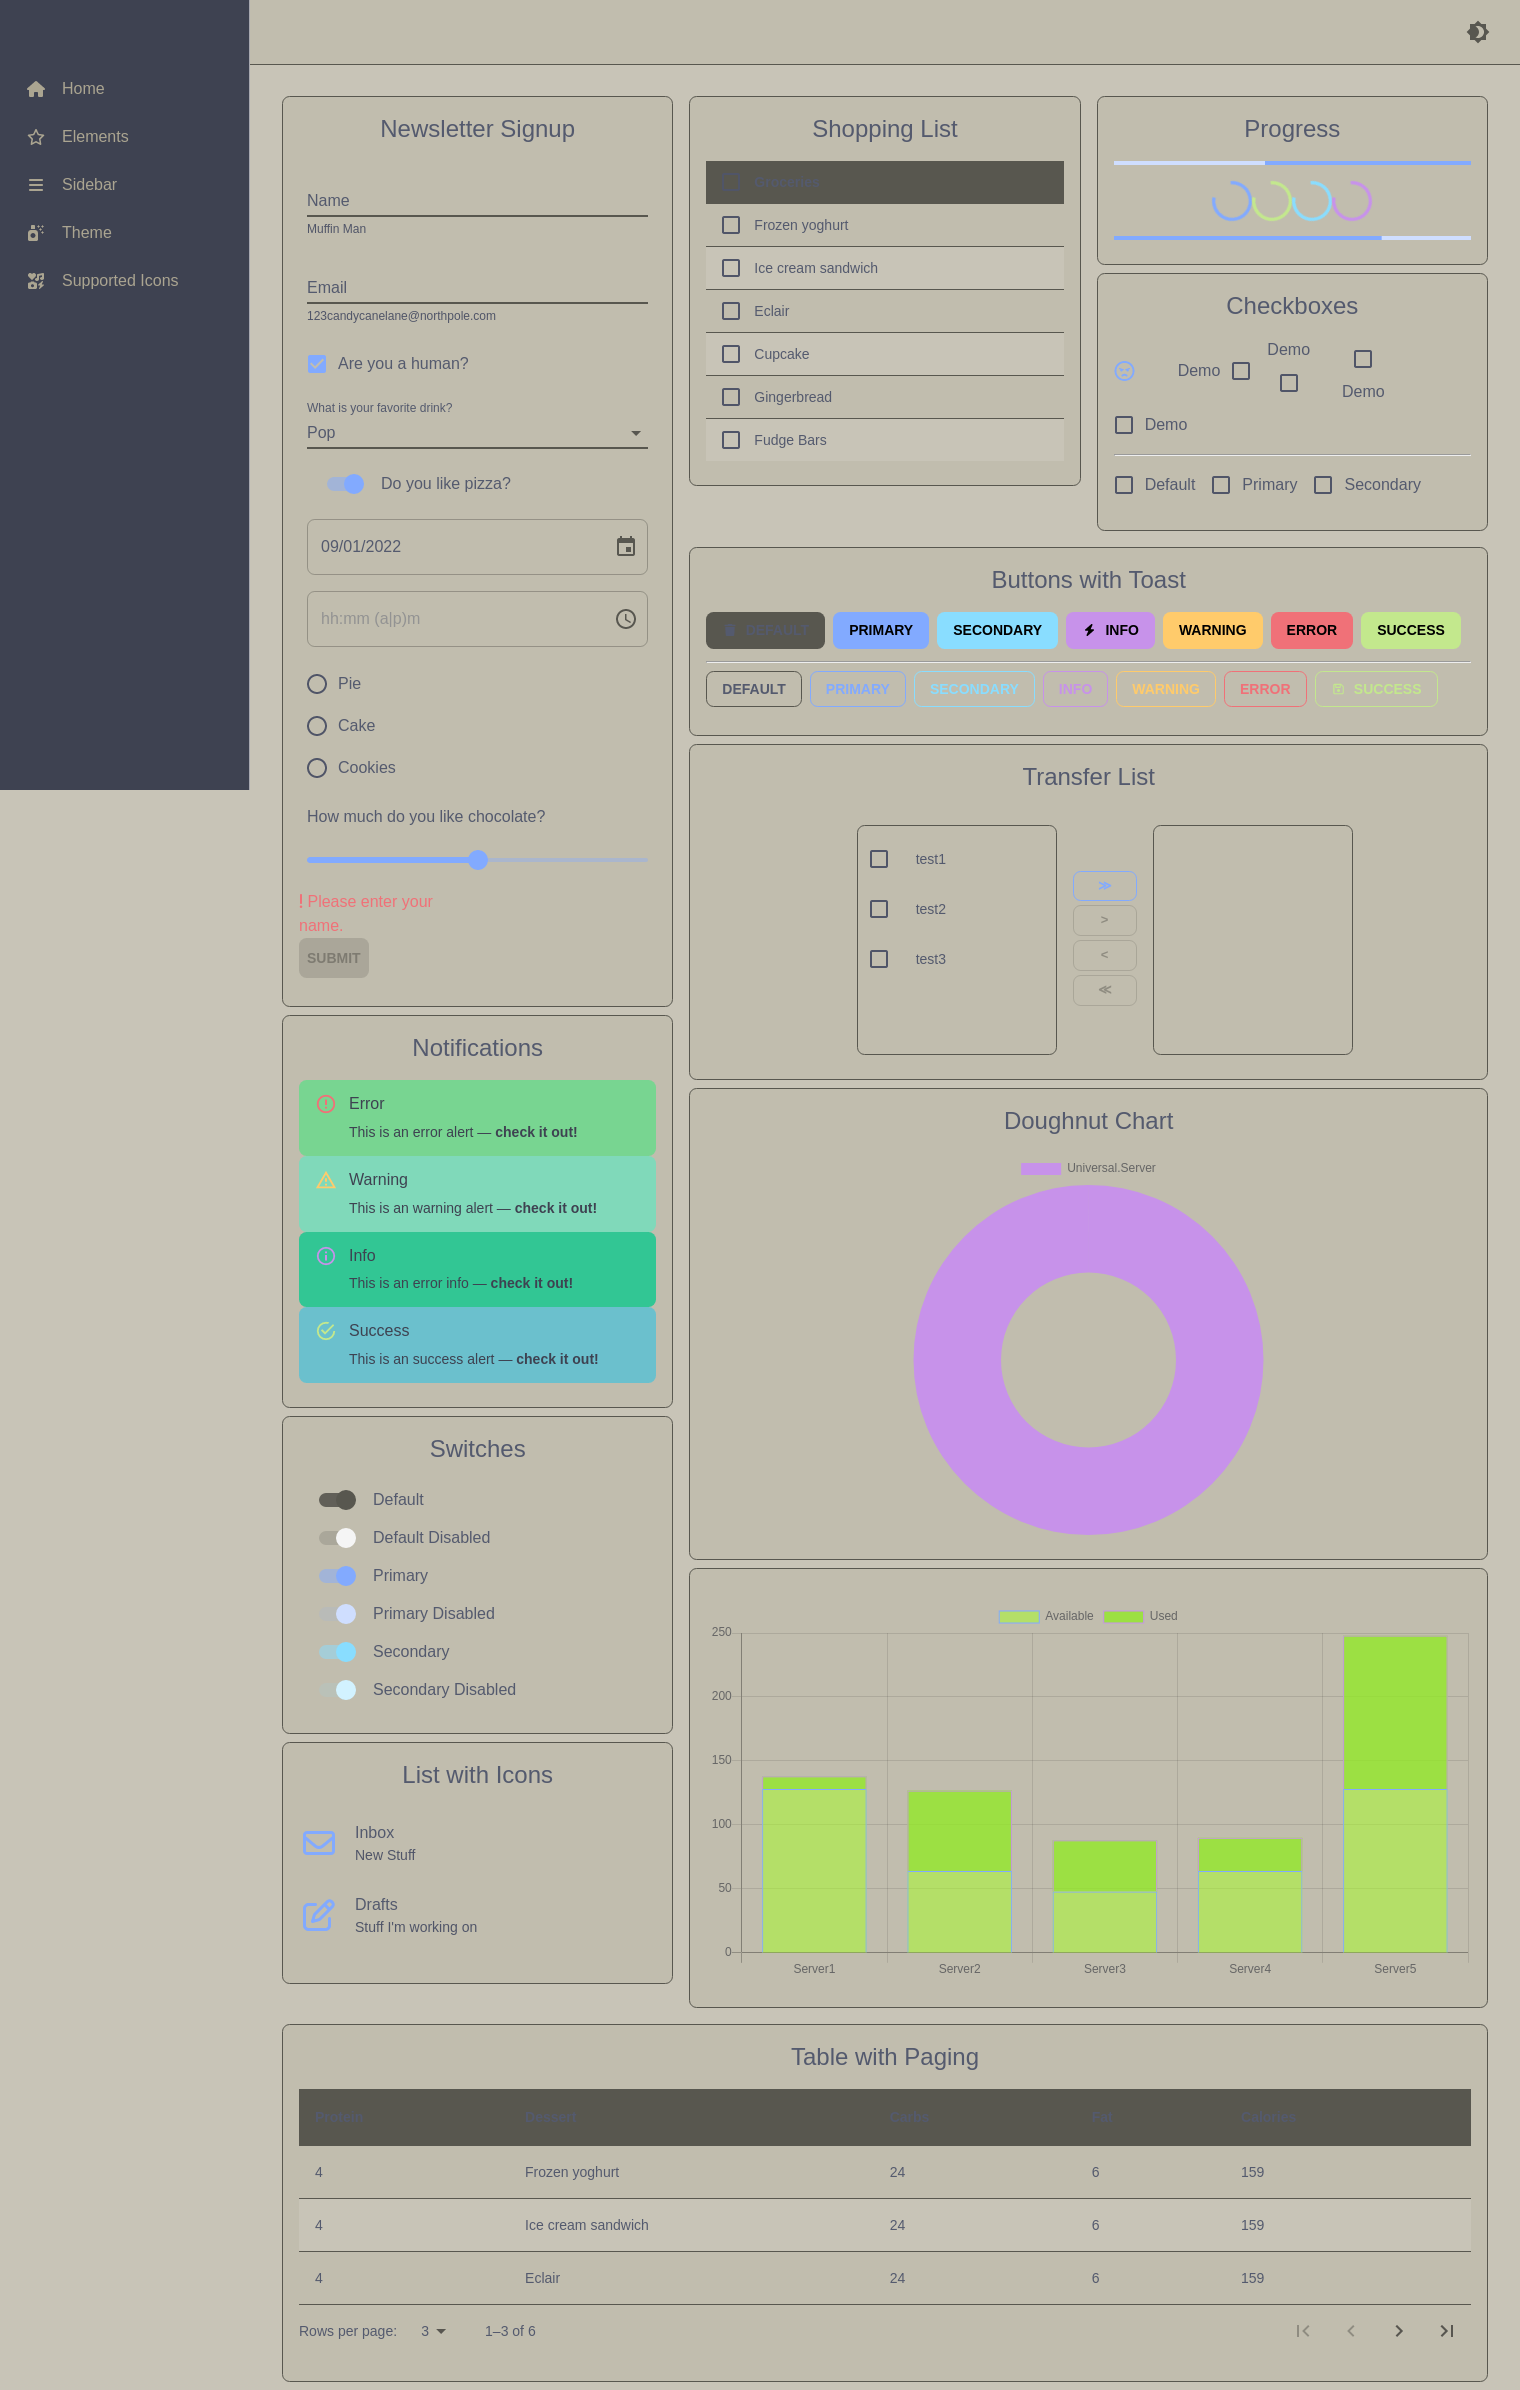 Home
Elements
Sidebar
Theme
Supported Icons
Newsletter Signup
Name
Muffin Man
Email
123candycanelane@northpole.com
Are you a human?
What is your favorite drink?
Pop
Do you like pizza?
09/01/2022
hh:mm (a|p)m
Pie
Cake
Cookies
How much do you like chocolate?
! Please enter your
name.
SUBMIT
Notifications
Error
This is an error alert — check it out!
Warning
This is an warning alert — check it out!
Info
This is an error info — check it out!
Success
This is an success alert — check it out!
Switches
Default
Default Disabled
Primary
Primary Disabled
Secondary
Secondary Disabled
List with Icons
Inbox
New Stuff
Drafts
Stuff I'm working on
Shopping List
Frozen yoghurt
Ice cream sandwich
Eclair
Cupcake
Gingerbread
Fudge Bars
Progress
Checkboxes
Demo
Demo
Demo
Demo
Default Primary Secondary
Buttons with Toast
DEFAULT PRIMARY SECONDARY INFO WARNING ERROR SUCCESS
DEFAULT PRIMARY SECONDARY INFO WARNING ERROR SUCCESS
Transfer List
test1
test2
test3
≫
>
<
≪
Doughnut Chart
Universal.Server
Available Used
250
200
150
100
50
0
Server1 Server2 Server3 Server4 Server5
Table with Paging
Protein Dessert Carbs Fat Calories
4 Frozen yoghurt 24 6 159
4 Ice cream sandwich 24 6 159
4 Eclair 24 6 159
Rows per page: 3 1–3 of 6